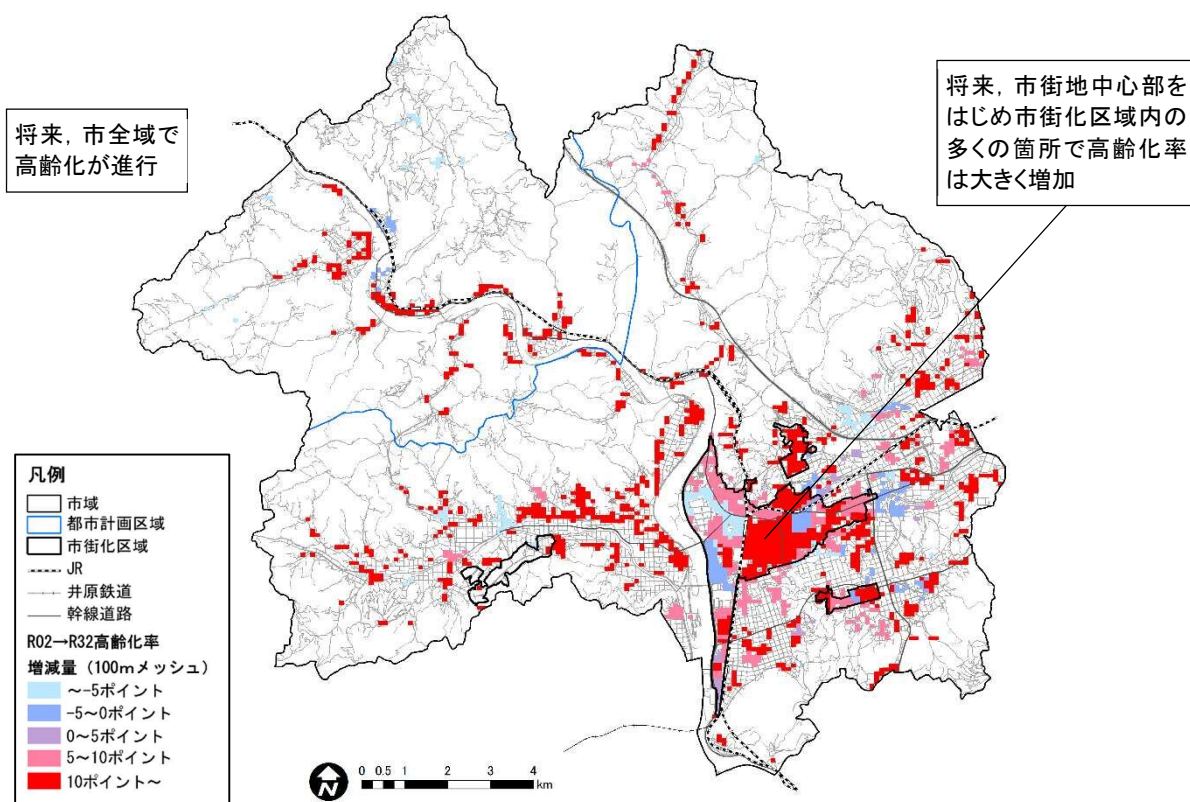 将来，市全域で
高齢化が進行
将来，市街地中心部を
はじめ市街化区域内の
多くの箇所で高齢化率
は大きく増加
凡例
市域
都市計画区域
市街化区域
JR
井原鉄道
幹線道路
R02→R32高齢化率
増減量（100mメッシュ）
～-5ポイント
-5～0ポイント
0～5ポイント
5～10ポイント
10ポイント～
N
0 0.5 1 2 3 4
km